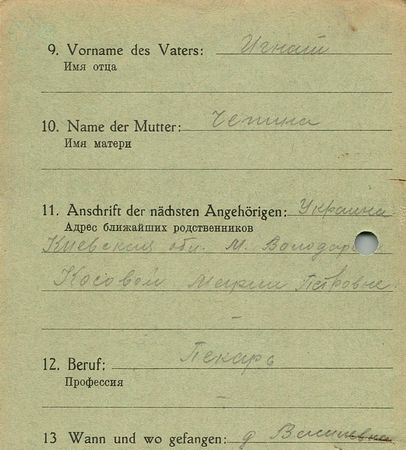 9. Vorname des Vaters: Игнат
Имя отца
10. Name der Mutter: Чепина
Имя матери
11. Anschrift der nächsten Angehörigen: Украина
Адрес ближайших родственников
Киевская обл. М. Володар
Косовой Марии Петровне
12. Beruf: Пекарь
Профессия
13 Wann und wo gefangen: д